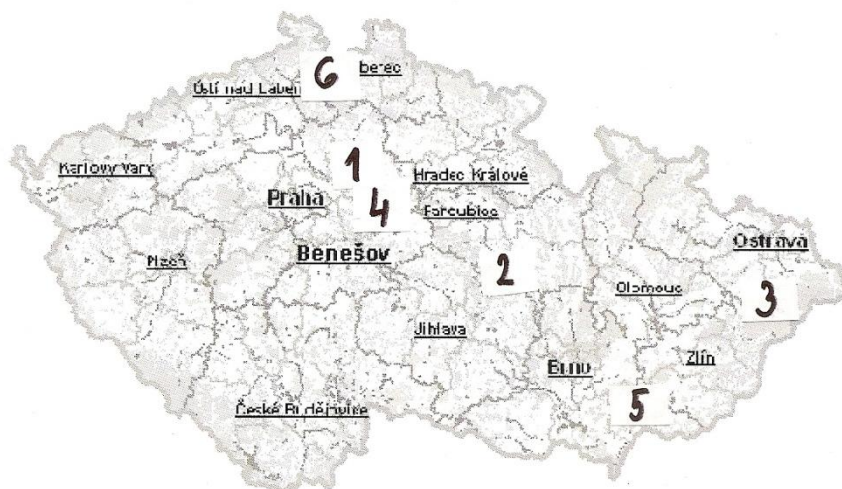 6
berec
Ústí nad Labem
1
Karlovy Vary
Hradec Králové
Praha
4
Pardubice
Ostrava
Benešov
2
Plzeň
Olomouc
3
Jihlava
Brno
Zlín
5
České Budějovice